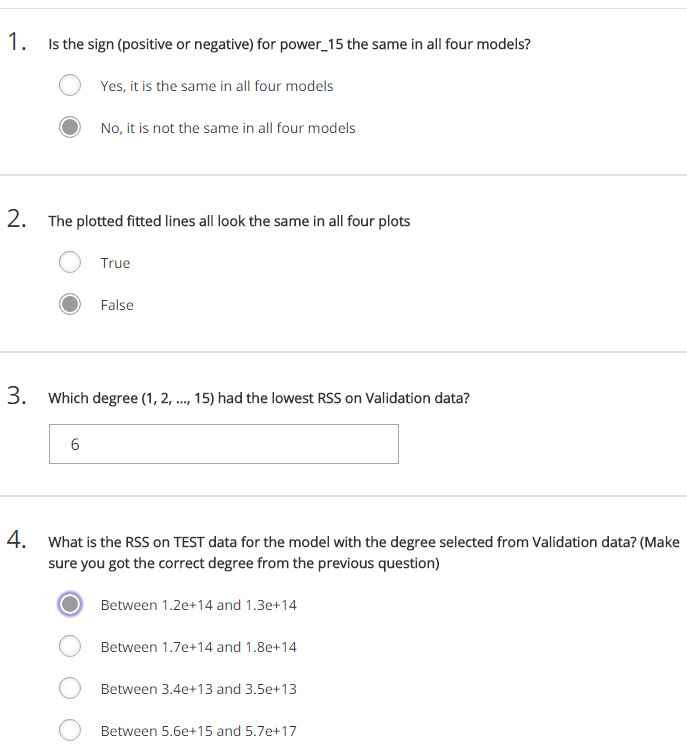 1. Is the sign (positive or negative) for power_15 the same in all four models?
Yes, it is the same in all four models
No, it is not the same in all four models
2. The plotted fitted lines all look the same in all four plots
True
False
3. Which degree (1, 2, ..., 15) had the lowest RSS on Validation data?
6
4. What is the RSS on TEST data for the model with the degree selected from Validation data? (Make
sure you got the correct degree from the previous question)
Between 1.2e+14 and 1.3e+14
Between 1.7e+14 and 1.8e+14
Between 3.4e+13 and 3.5e+13
Between 5.6e+15 and 5.7e+17